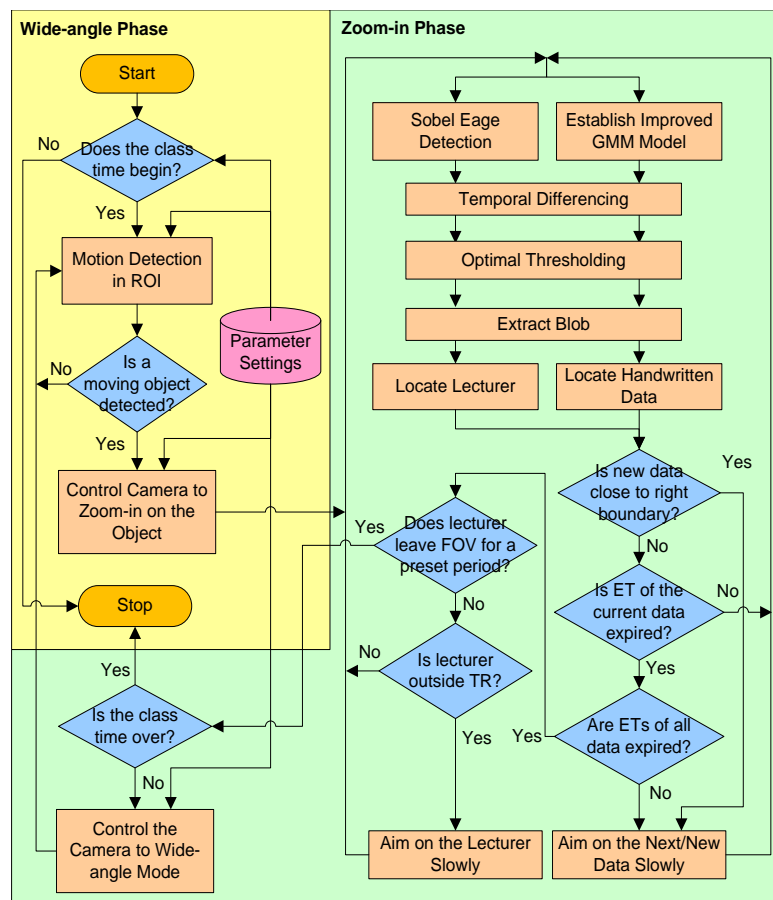 Wide-angle Phase
Start
No
Does the class
time begin?
Yes
Motion Detection
in ROI
Parameter
Settings
No
Is a
moving object
detected?
Yes
Control Camera to
Zoom-in on the
Object
Stop
Yes
Is the class
time over?
No
Control the
Camera to Wide-
angle Mode
Zoom-in Phase
Sobel Eage
Detection
Establish Improved
GMM Model
Temporal Differencing
Optimal Thresholding
Extract Blob
Locate Lecturer
Locate Handwritten
Data
Is new data
close to right
boundary?
Yes
No
Yes
Does lecturer
leave FOV for a
preset period?
No
Is ET of the
current data
expired?
No
Yes
No
Is lecturer
outside TR?
Yes
Yes
Are ETs of all
data expired?
No
Aim on the Lecturer
Slowly
Aim on the Next/New
Data Slowly